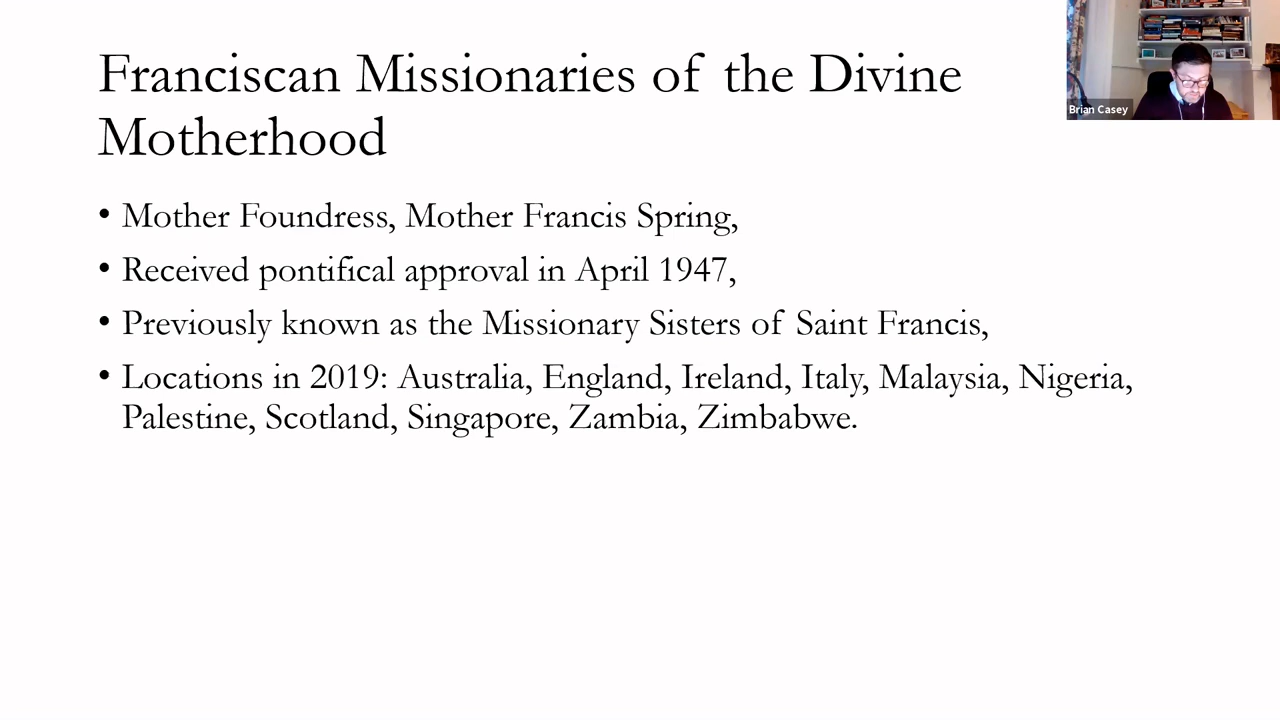 Franciscan Missionaries of the Divine
Motherhood
Brian Casey
• Mother Foundress, Mother Francis Spring,
• Received pontifical approval in April 1947,
• Previously known as the Missionary Sisters of Saint Francis,
• Locations in 2019: Australia, England, Ireland, Italy, Malaysia, Nigeria,
Palestine, Scotland, Singapore, Zambia, Zimbabwe.